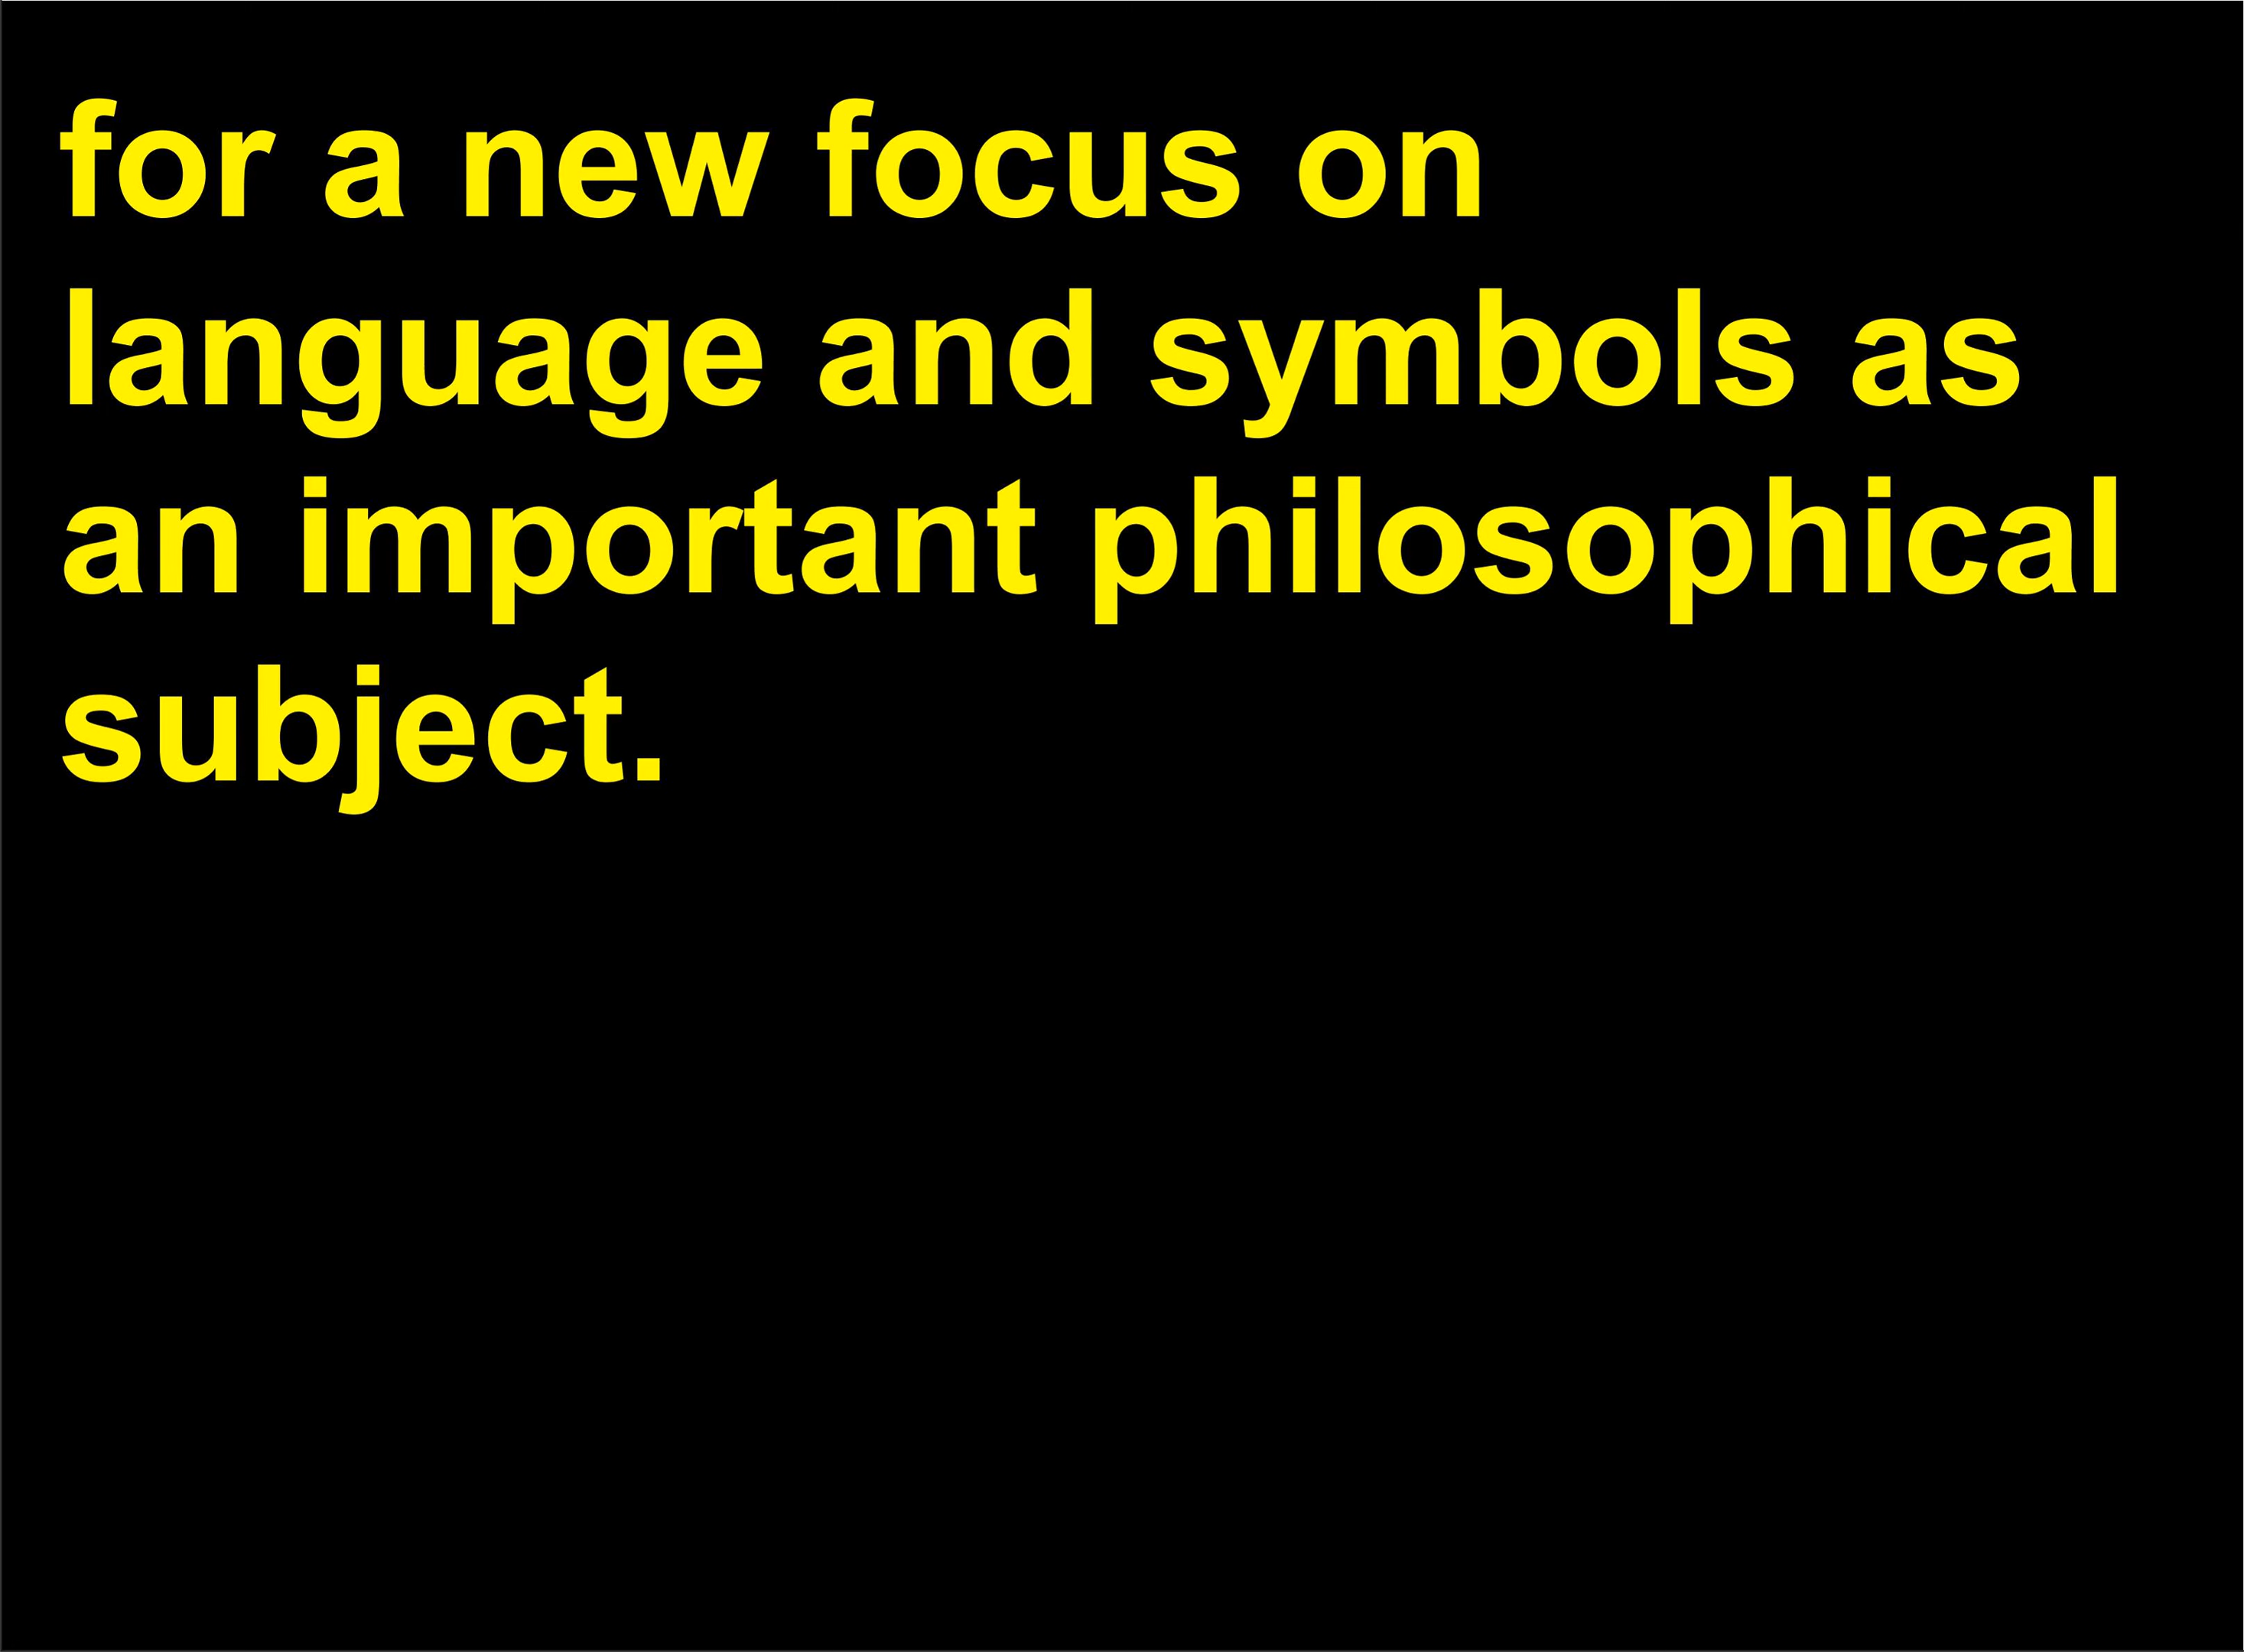 for a new focus on
language and symbols as
an important philosophical
subject.